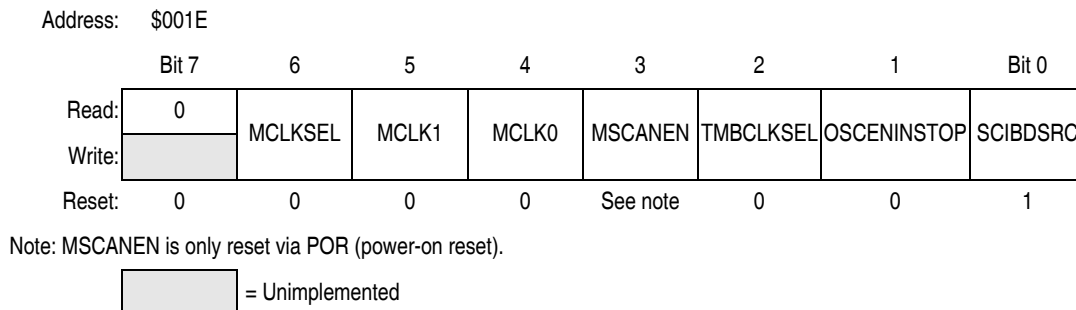 Address: $001E
Bit 7 6 5 4 3 2 1 Bit 0
Read: 0 MCLKSEL MCLK1 MCLK0 MSCANEN TMBCLKSEL OSCENINSTOP SCIBDSRC
Write:
Reset: 0 0 0 0 See note 0 0 1
Note: MSCANEN is only reset via POR (power-on reset).
= Unimplemented